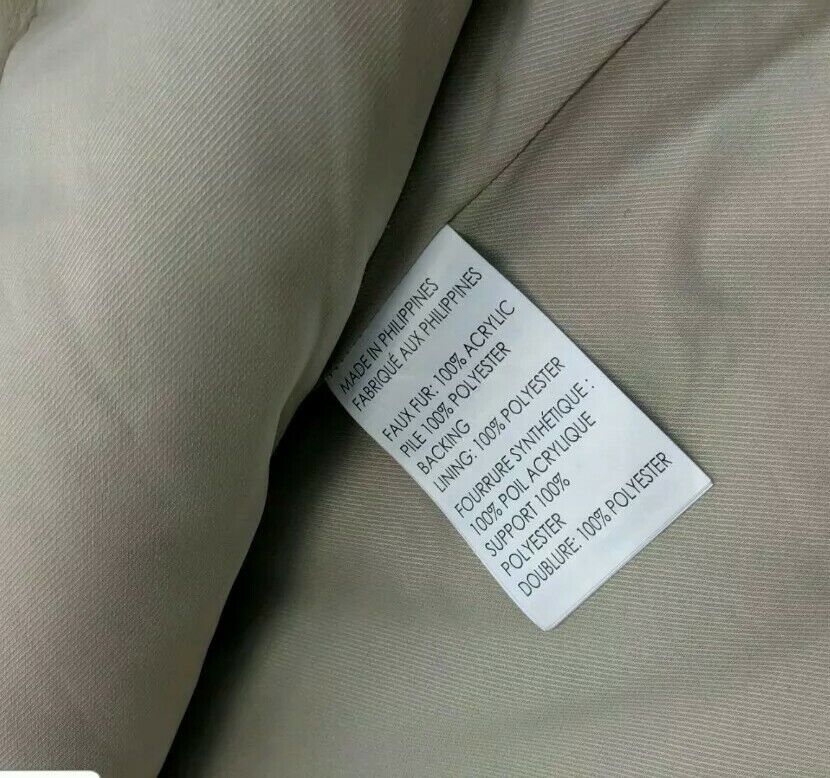 MADE IN PHILIPPINES
FABRIQUÉ AUX PHILIPPINES
FAUX FUR: 100% ACRYLIC
PILE 100% POLYESTER
BACKING
LINING: 100% POLYESTER
FOURRURE SYNTHÉTIQUE :
100% POIL ACRYLIQUE
SUPPORT 100%
POLYESTER
DOUBLURE: 100% POLYESTER